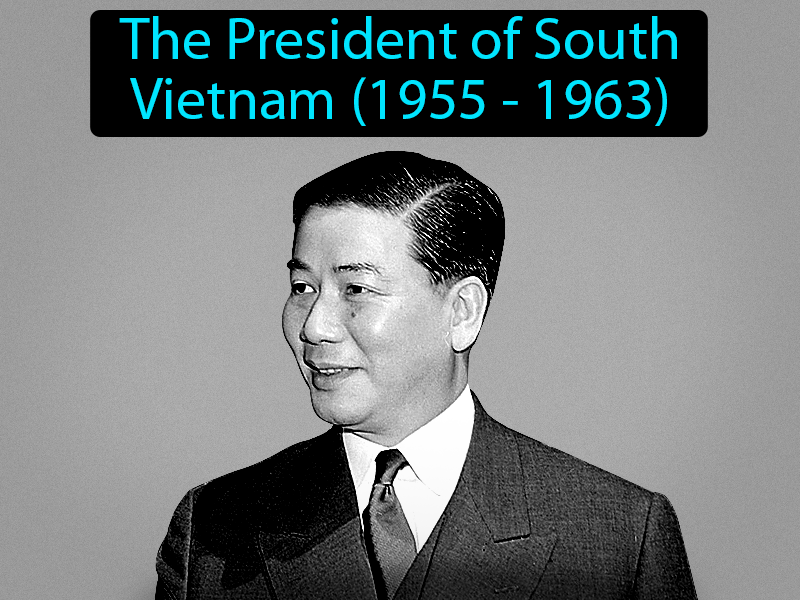 The President of South
Vietnam (1955 - 1963)